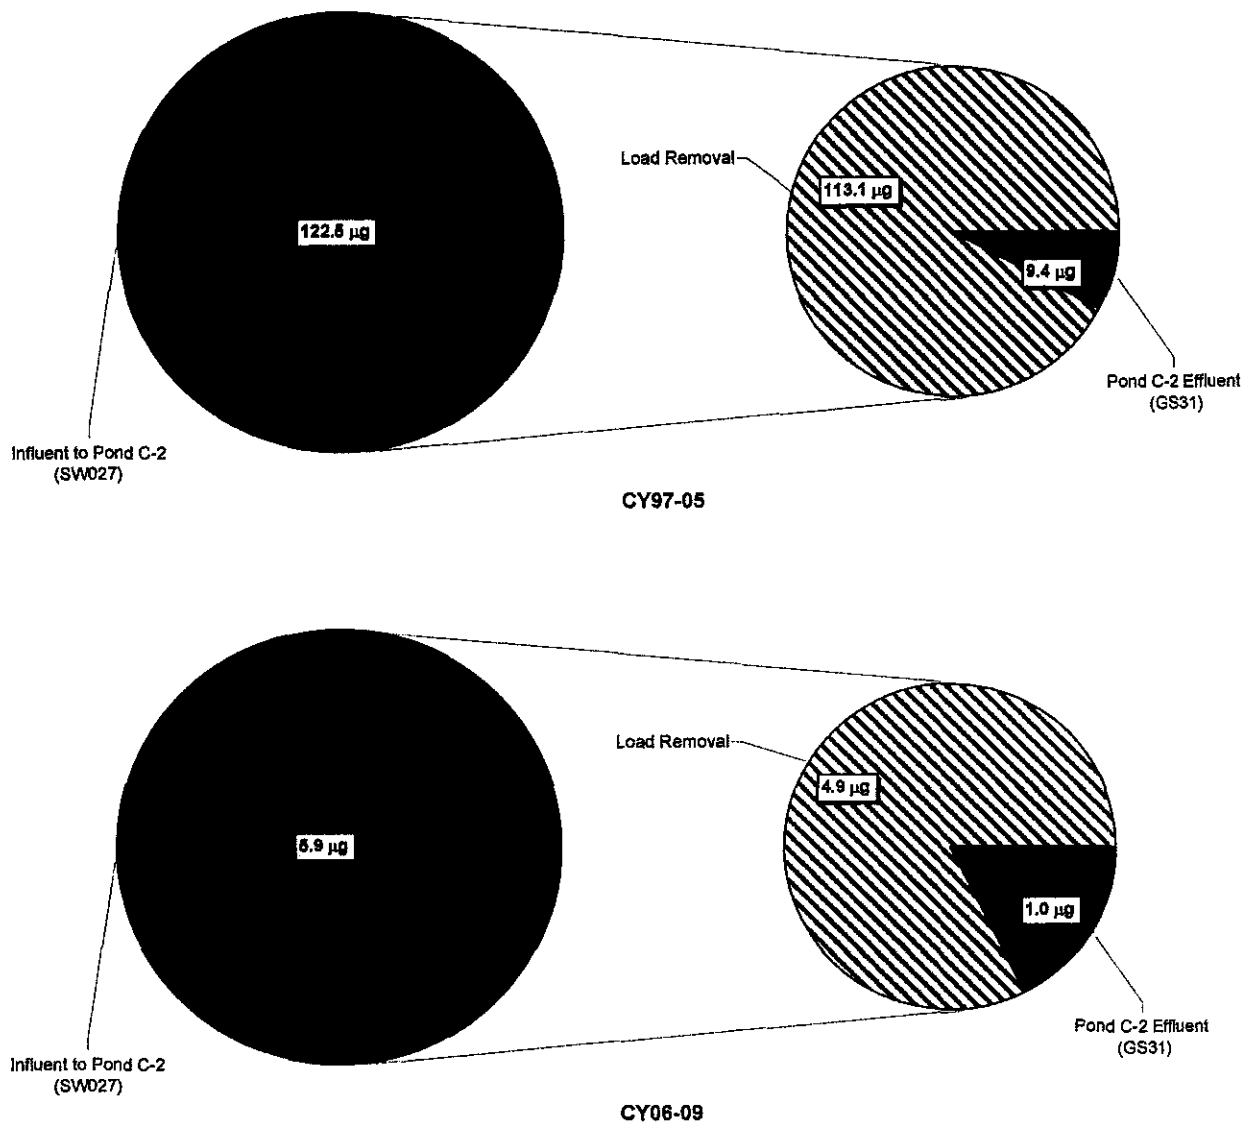 Load Removal
113.1 µg
122.5 µg
9.4 µg
Pond C-2 Effluent
(GS31)
Influent to Pond C-2
(SW027)
CY97-05
Load Removal
4.9 µg
5.9 µg
1.0 µg
Pond C-2 Effluent
(GS31)
Influent to Pond C-2
(SW027)
CY06-09